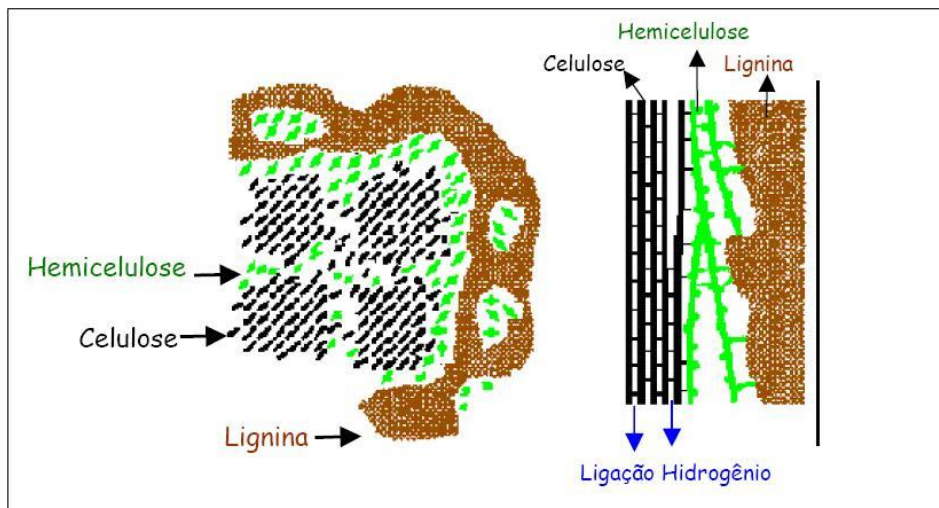 Hemicelulose
Celulose
Lignina
Hemicelulose
Celulose
Lignina
Ligação Hidrogênio